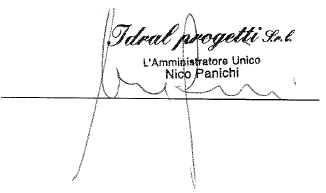 Idral progetti S.r.l.
L'Amministratore Unico
Nico Panichi